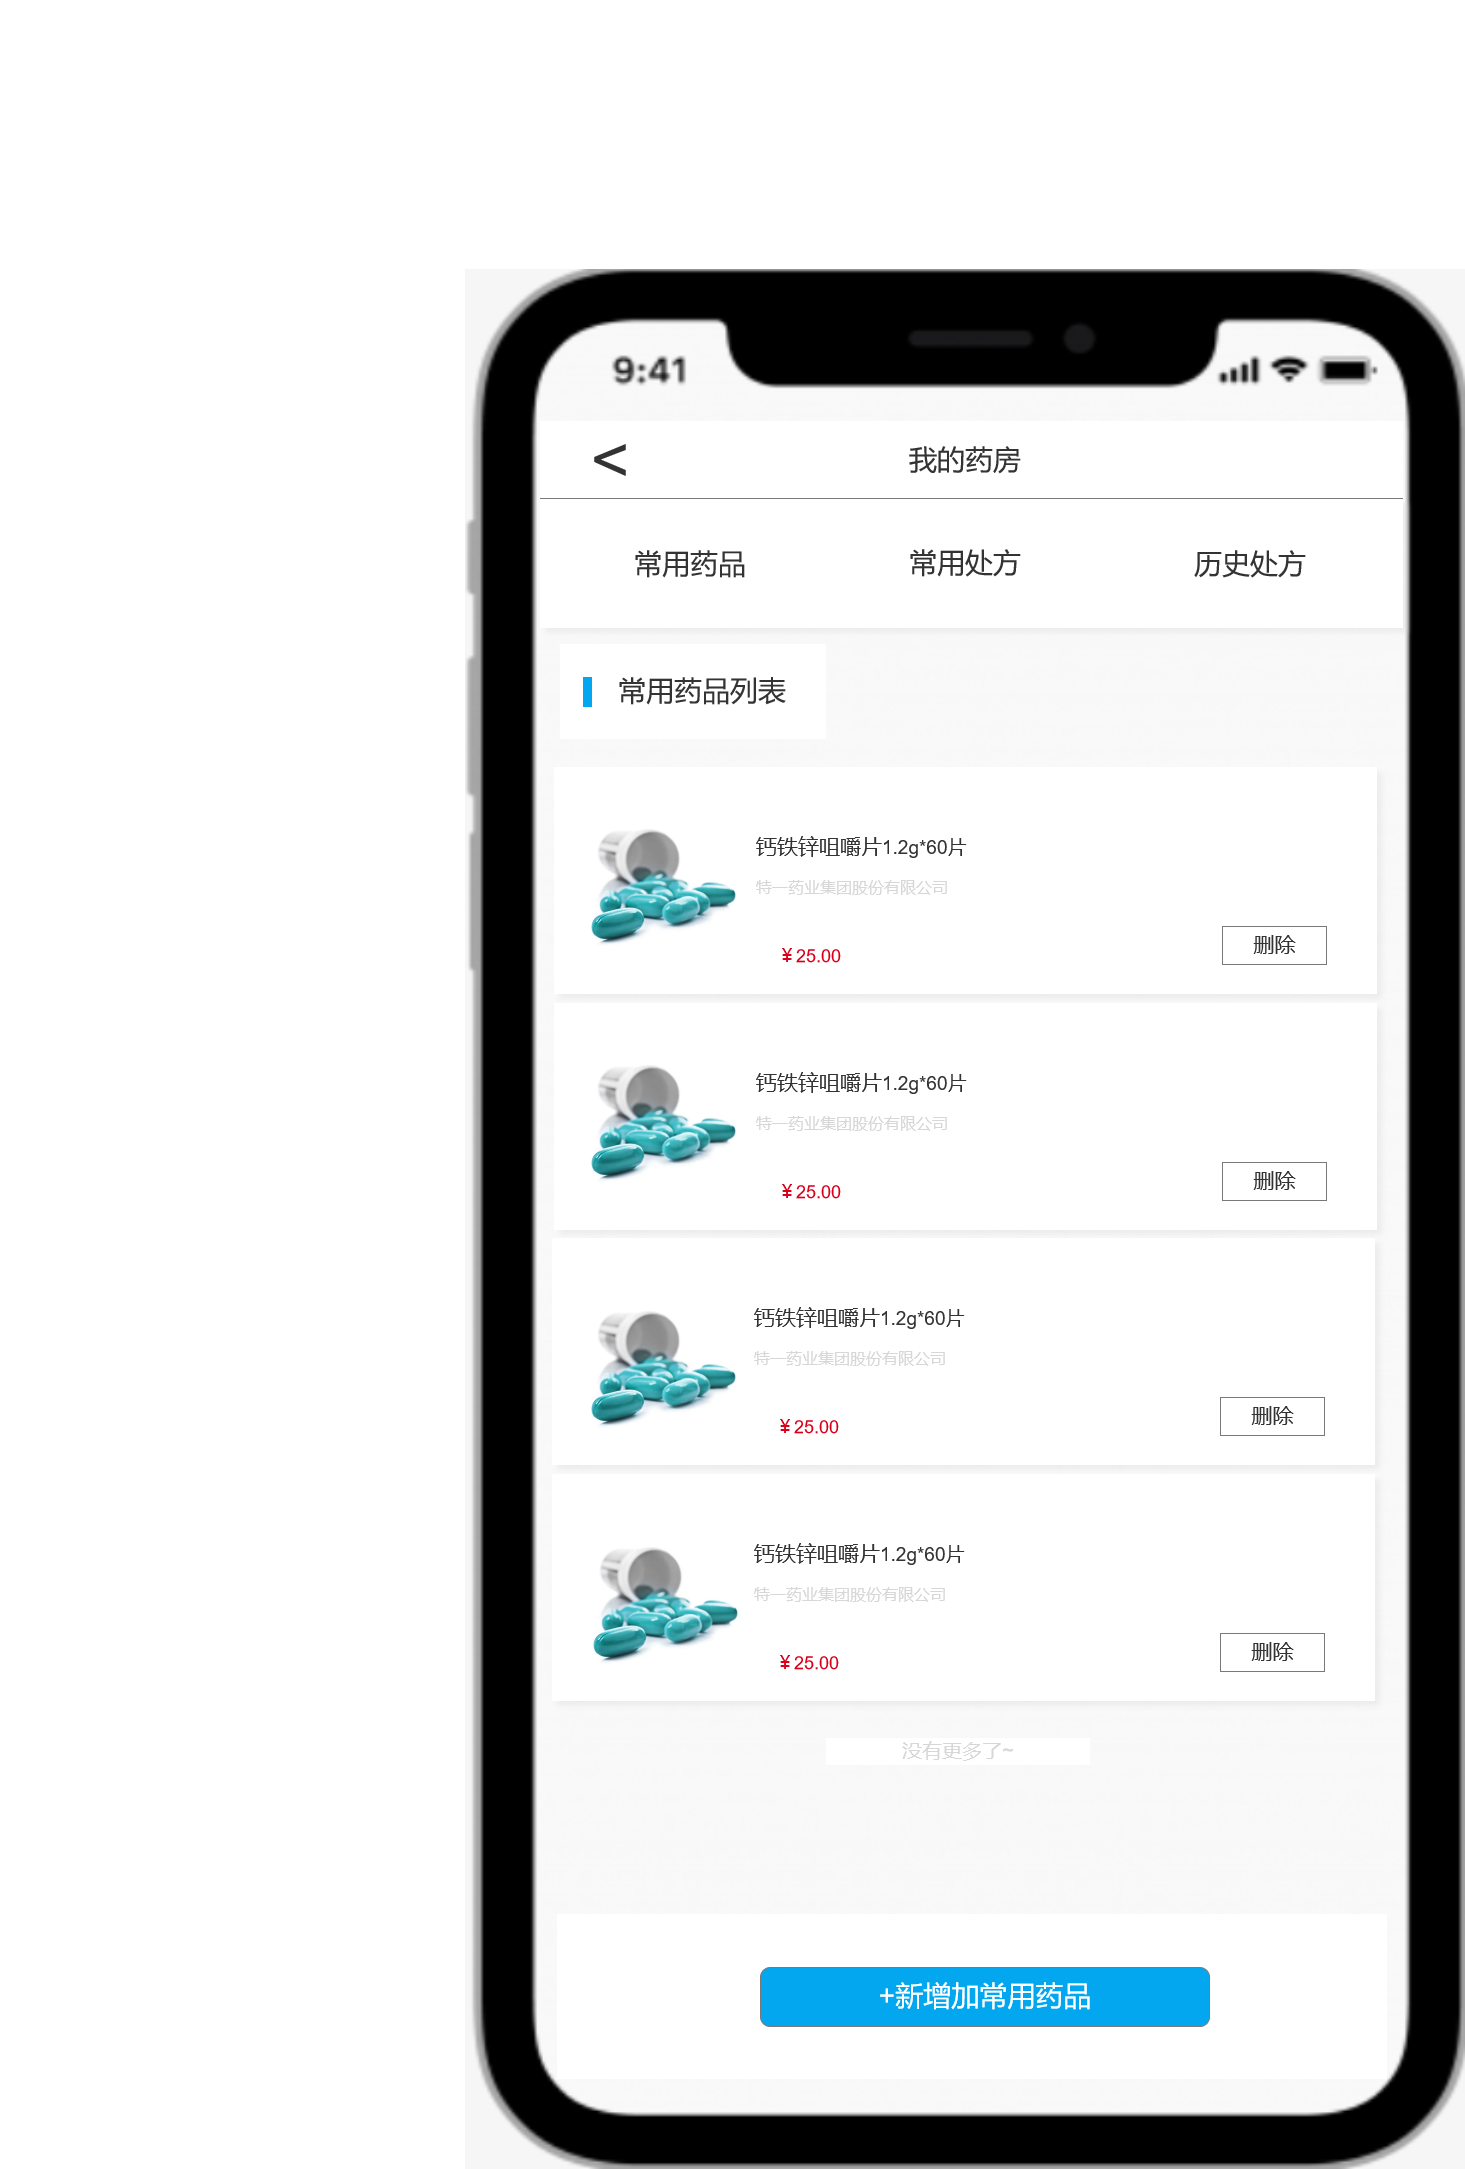 9:41
<
我的药房
常用药品 常用处方 历史处方
常用药品列表
钙铁锌咀嚼片1.2g*60片
特一药业集团股份有限公司
¥25.00
删除
钙铁锌咀嚼片1.2g*60片
特一药业集团股份有限公司
¥25.00
删除
钙铁锌咀嚼片1.2g*60片
特一药业集团股份有限公司
¥25.00
删除
钙铁锌咀嚼片1.2g*60片
特一药业集团股份有限公司
¥25.00
删除
没有更多了~
+新增加常用药品